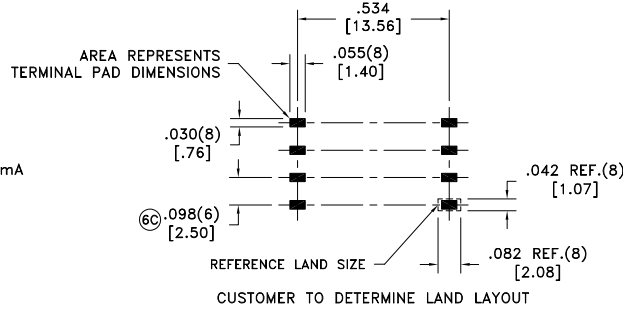 .534
[13.56]
AREA REPRESENTS
TERMINAL PAD DIMENSIONS
.055(8)
[1.40]
.030(8)
[.76]
mA
.042 REF.(8)
[1.07]
6C .098(6)
[2.50]
REFERENCE LAND SIZE
.082 REF.(8)
[2.08]
CUSTOMER TO DETERMINE LAND LAYOUT